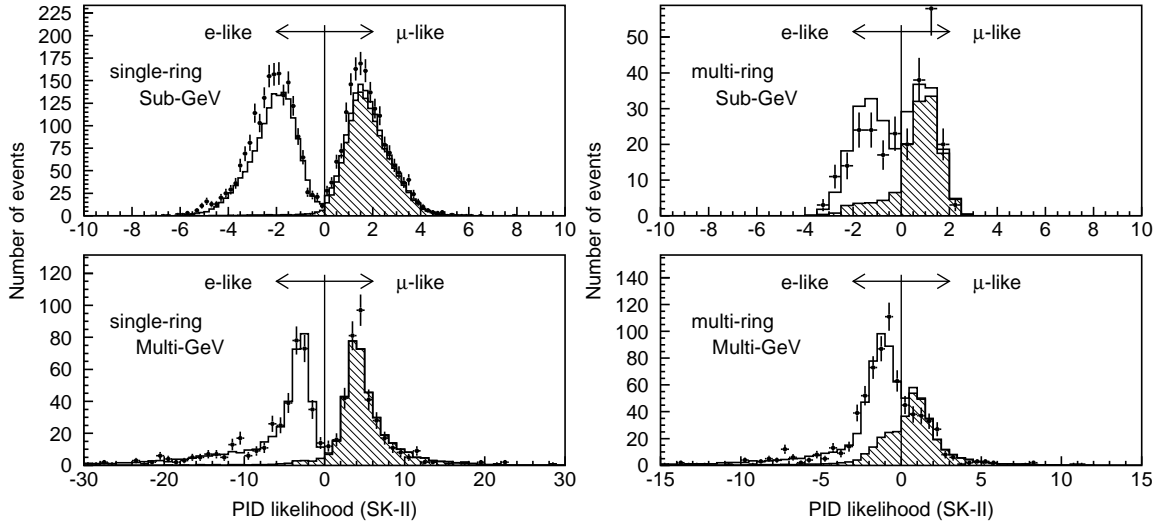 Number of events
225
200
175
150
125
100
75
50
25
0
e-like
μ-like
single-ring
Sub-GeV
-10 -8 -6 -4 -2 0 2 4 6 8 10
50
40
30
20
10
0
e-like
μ-like
multi-ring
Sub-GeV
-10 -8 -6 -4 -2 0 2 4 6 8 10
120
100
80
60
40
20
0
e-like
μ-like
single-ring
Multi-GeV
-30 -20 -10 0 10 20 30
PID likelihood (SK-II)
Number of events
140
120
100
80
60
40
20
0
e-like
μ-like
multi-ring
Multi-GeV
-15 -10 -5 0 5 10 15
PID likelihood (SK-II)